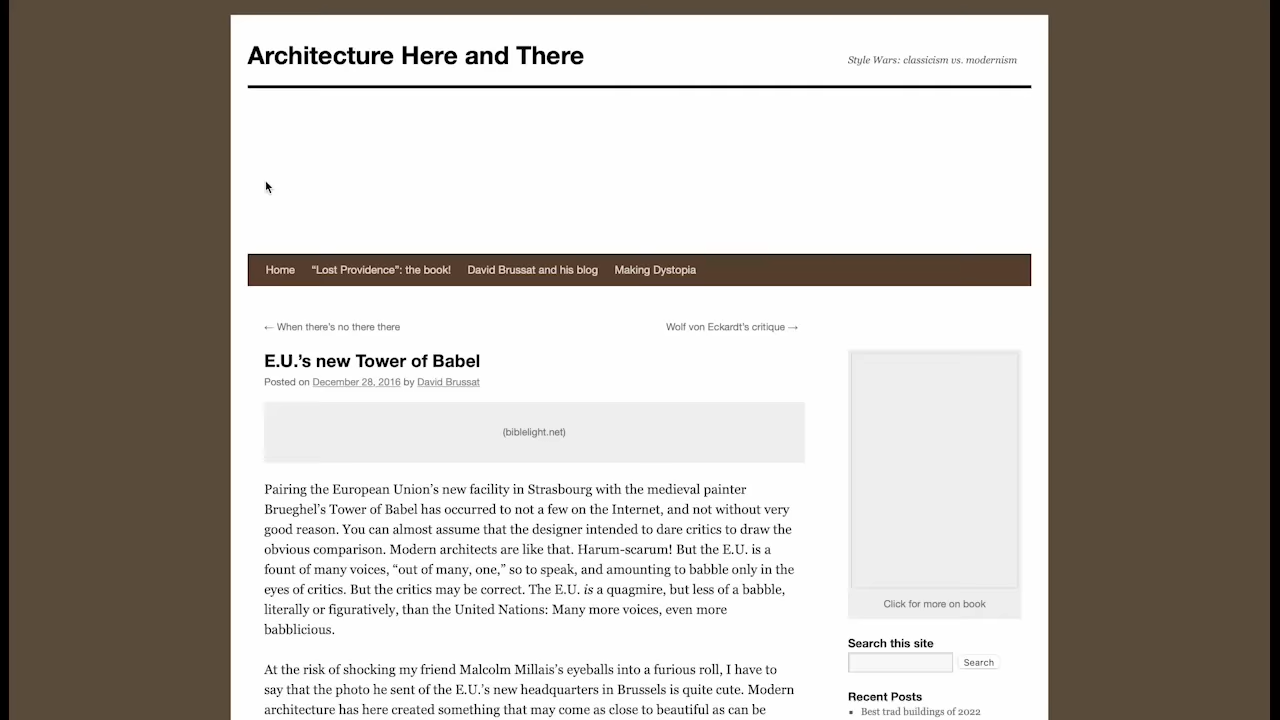 Architecture Here and There
Style Wars: classicism vs. modernism
Home “Lost Providence”: the book! David Brussat and his blog Making Dystopia
← When there’s no there there Wolf von Eckardt’s critique →
E.U.’s new Tower of Babel
Posted on December 28, 2016 by David Brussat
(biblelight.net)
Pairing the European Union’s new facility in Strasbourg with the medieval painter
Brueghel’s Tower of Babel has occurred to not a few on the Internet, and not without very
good reason. You can almost assume that the designer intended to dare critics to draw the
obvious comparison. Modern architects are like that. Harum-scarum! But the E.U. is a
fount of many voices, “out of many, one,” so to speak, and amounting to babble only in the
eyes of critics. But the critics may be correct. The E.U. is a quagmire, but less of a babble,
literally or figuratively, than the United Nations: Many more voices, even more
babblicious.
At the risk of shocking my friend Malcolm Millais’s eyeballs into a furious roll, I have to
say that the photo he sent of the E.U.’s new headquarters in Brussels is quite cute. Modern
architecture has here created something that may come as close to beautiful as can be
Click for more on book
Search this site
Search
Recent Posts
▪ Best trad buildings of 2022